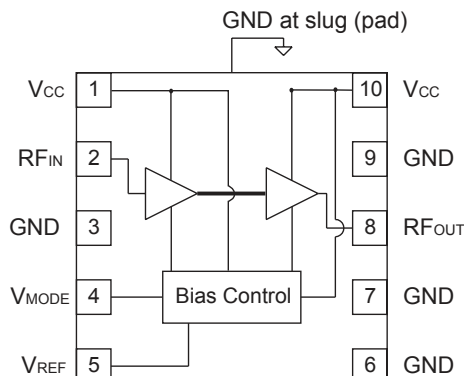 GND at slug (pad)
VCC 1 10 VCC
RFIN 2 9 GND
GND 3 8 RFOUT
VMODE 4 Bias Control 7 GND
VREF 5 6 GND